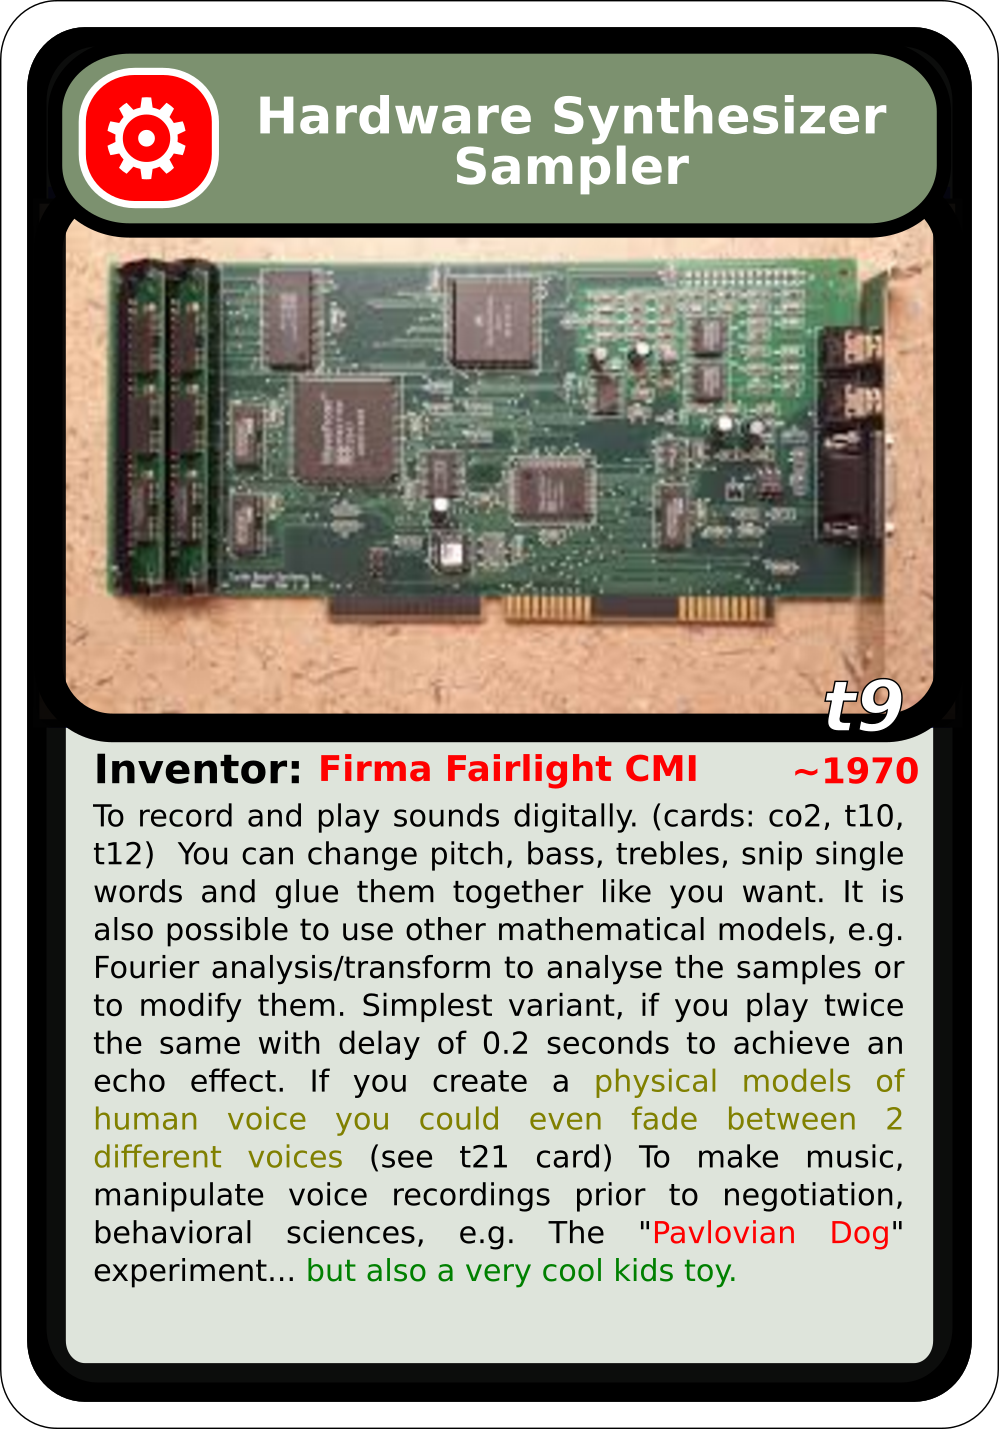 Hardware Synthesizer
Sampler
t9
Inventor: Firma Fairlight CMI ~1970
To record and play sounds digitally. (cards: co2, t10,
t12)  You can change pitch, bass, trebles, snip single
words and glue them together like you want. It is
also possible to use other mathematical models, e.g.
Fourier analysis/transform to analyse the samples or
to modify them. Simplest variant, if you play twice
the same with delay of 0.2 seconds to achieve an
echo effect. If you create a physical models of
human voice you could even fade between 2
different voices (see t21 card) To make music,
manipulate voice recordings prior to negotiation,
behavioral sciences, e.g. The "Pavlovian Dog"
experiment... but also a very cool kids toy.